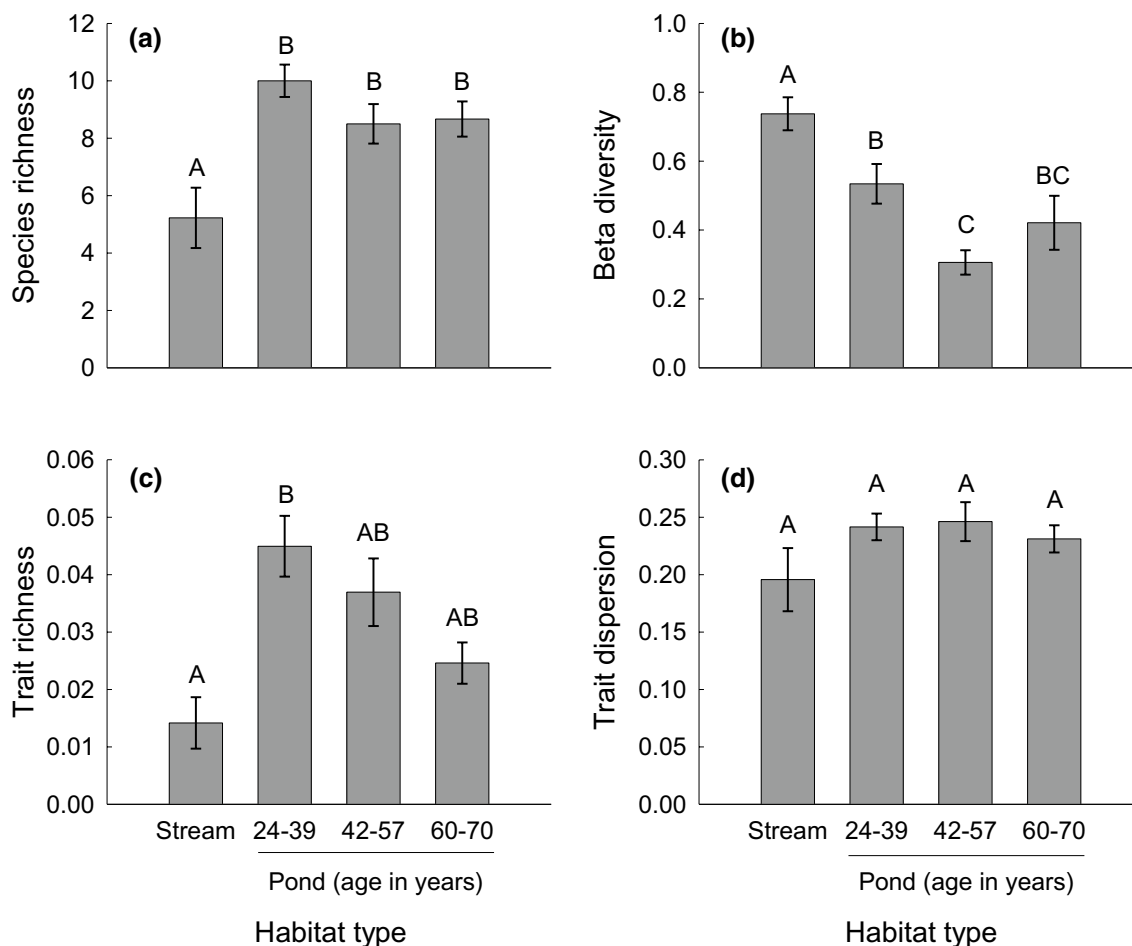 (a)
Species richness
12
10
8
6
4
2
0
A
B
B
B
(b)
Beta diversity
1.0
0.8
0.6
0.4
0.2
0.0
A
B
C
BC
(c)
Trait richness
0.06
0.05
0.04
0.03
0.02
0.01
0.00
A
B
AB
AB
Stream 24-39 42-57 60-70
Pond (age in years)
Habitat type
(d)
Trait dispersion
0.30
0.25
0.20
0.15
0.10
0.05
0.00
A
A
A
A
Stream 24-39 42-57 60-70
Pond (age in years)
Habitat type